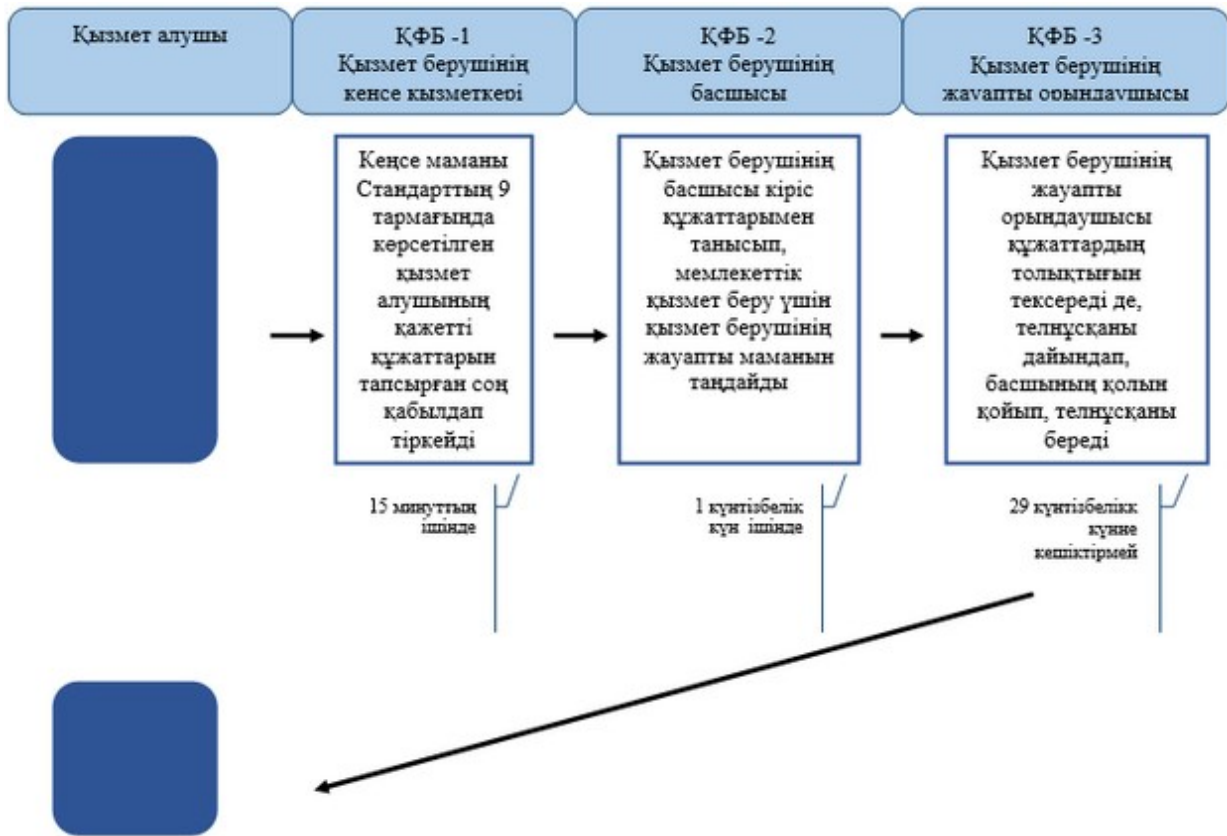 Қызмет алушы
ҚФБ -1
Қызмет берушінің
кеңсе қызметкері
ҚФБ -2
Қызмет берушінің
басшысы
ҚФБ -3
Қызмет берушінің
жауапты орындаушысы
Кеңсе маманы
Стандарттың 9
тармағында
көрсетілген
қызмет
алушының
қажетті
құжаттарын
тапсырған соң
қабылдап
тіркейді
Қызмет берушінің
басшысы кіріс
құжаттарымен
танысып,
мемлекеттік
қызмет беру үшін
қызмет берушінің
жауапты маманын
таңдайды
Қызмет берушінің
жауапты
орындаушысы
құжаттардың
толықтығын
тексереді де,
телнұсқаны
дайындап,
басшының қолын
қойып, телнұсқаны
береді
15 минуттың
ішінде
1 күнтізбелік
күн ішінде
29 күнтізбелікк
күнне
кешіктірмей